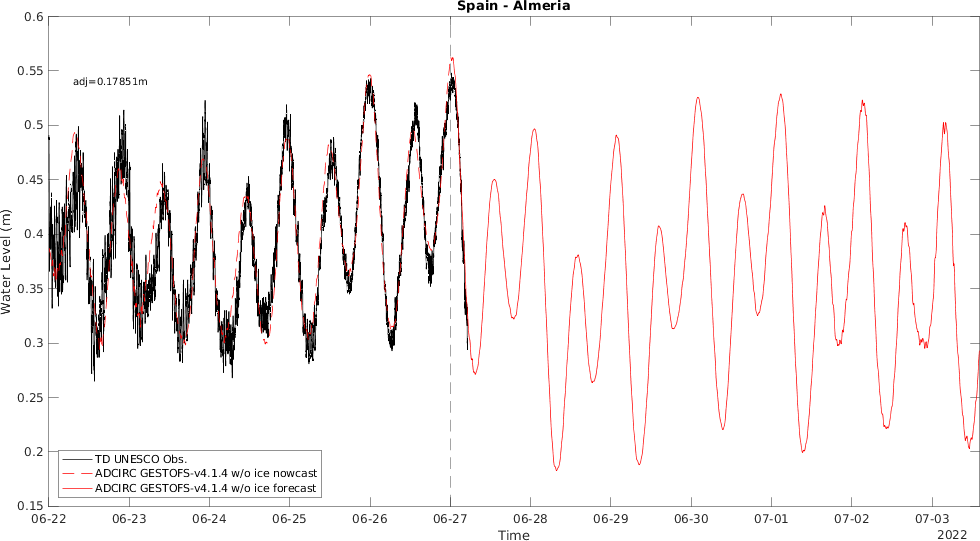 Spain - Almeria
0.6
0.55
0.5
0.45
0.4
0.35
0.3
0.25
0.2
0.15
Water Level (m)
adj=0.17851m
TD UNESCO Obs.
ADCIRC GESTOFS-v4.1.4 w/o ice nowcast
ADCIRC GESTOFS-v4.1.4 w/o ice forecast
06-22 06-23 06-24 06-25 06-26 06-27 06-28 06-29 06-30 07-01 07-02 07-03
Time
2022